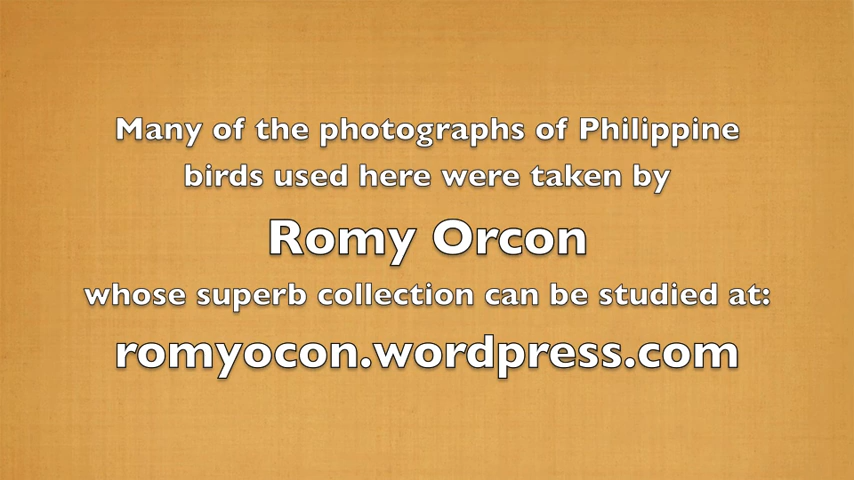 Many of the photographs of Philippine
birds used here were taken by
Romy Orcon
whose superb collection can be studied at:
romyocon.wordpress.com